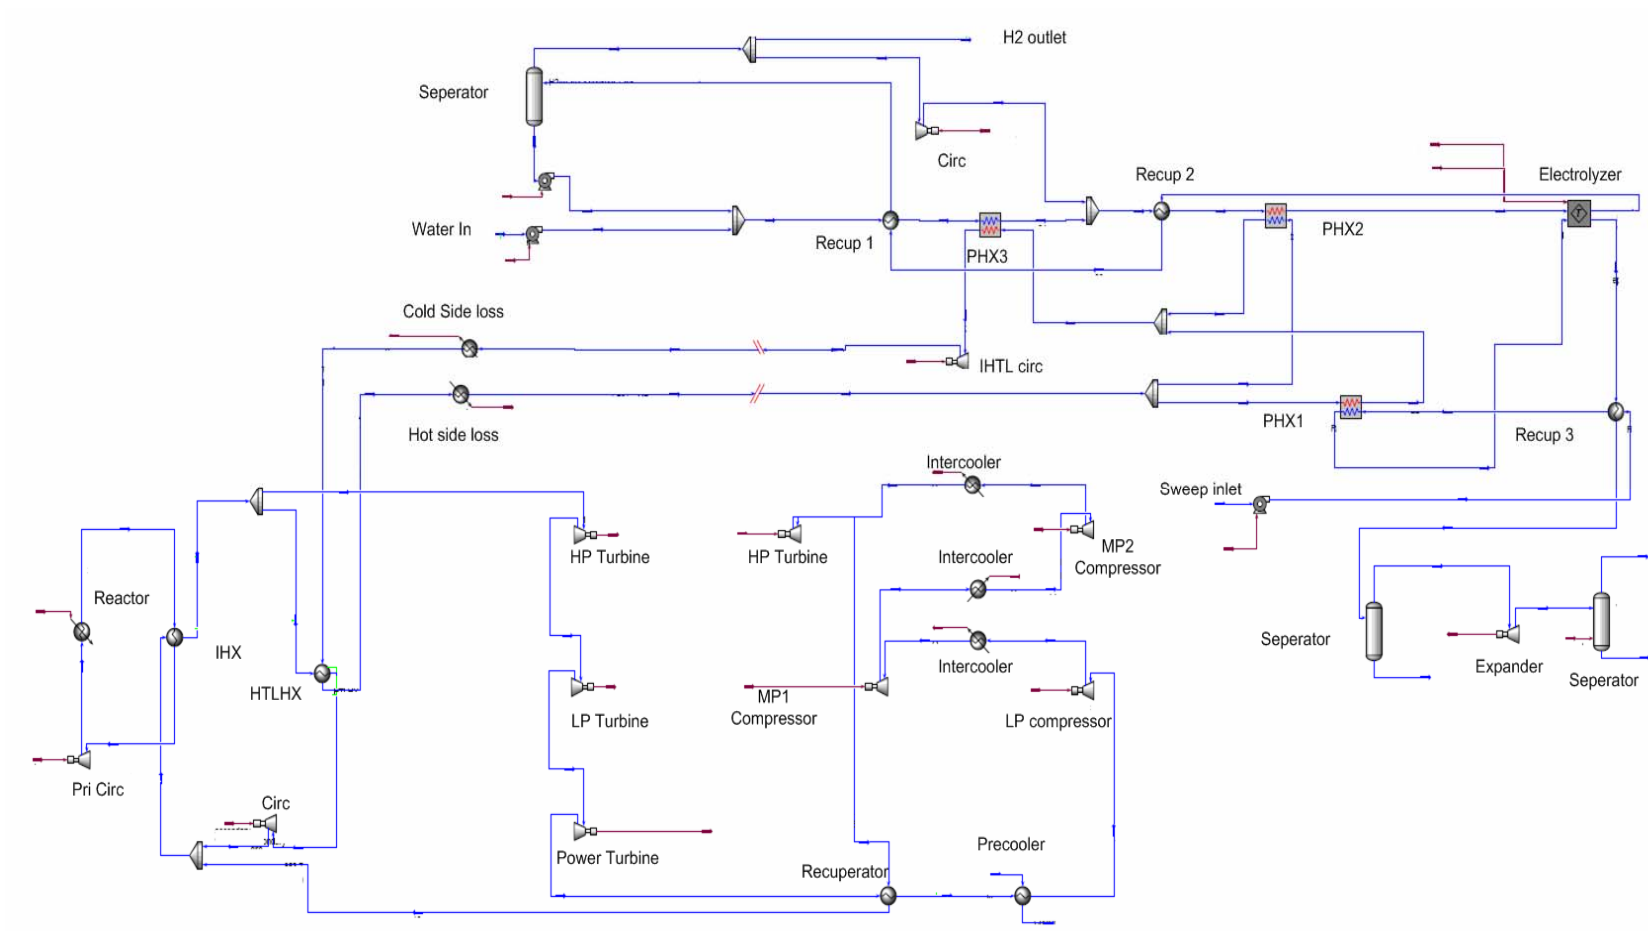 H2 outlet
Seperator
Circ
Recup 2
Electrolyzer
Water In
Recup 1
PHX3
PHX2
Cold Side loss
IHTL circ
Hot side loss
PHX1
Recup 3
Intercooler
Sweep inlet
HP Turbine
HP Turbine
MP2
Compressor
Intercooler
Reactor
IHX
HTLHX
Intercooler
Seperator
Expander
Seperator
LP Turbine
MP1
Compressor
LP compressor
Pri Circ
Circ
Power Turbine
Precooler
Recuperator